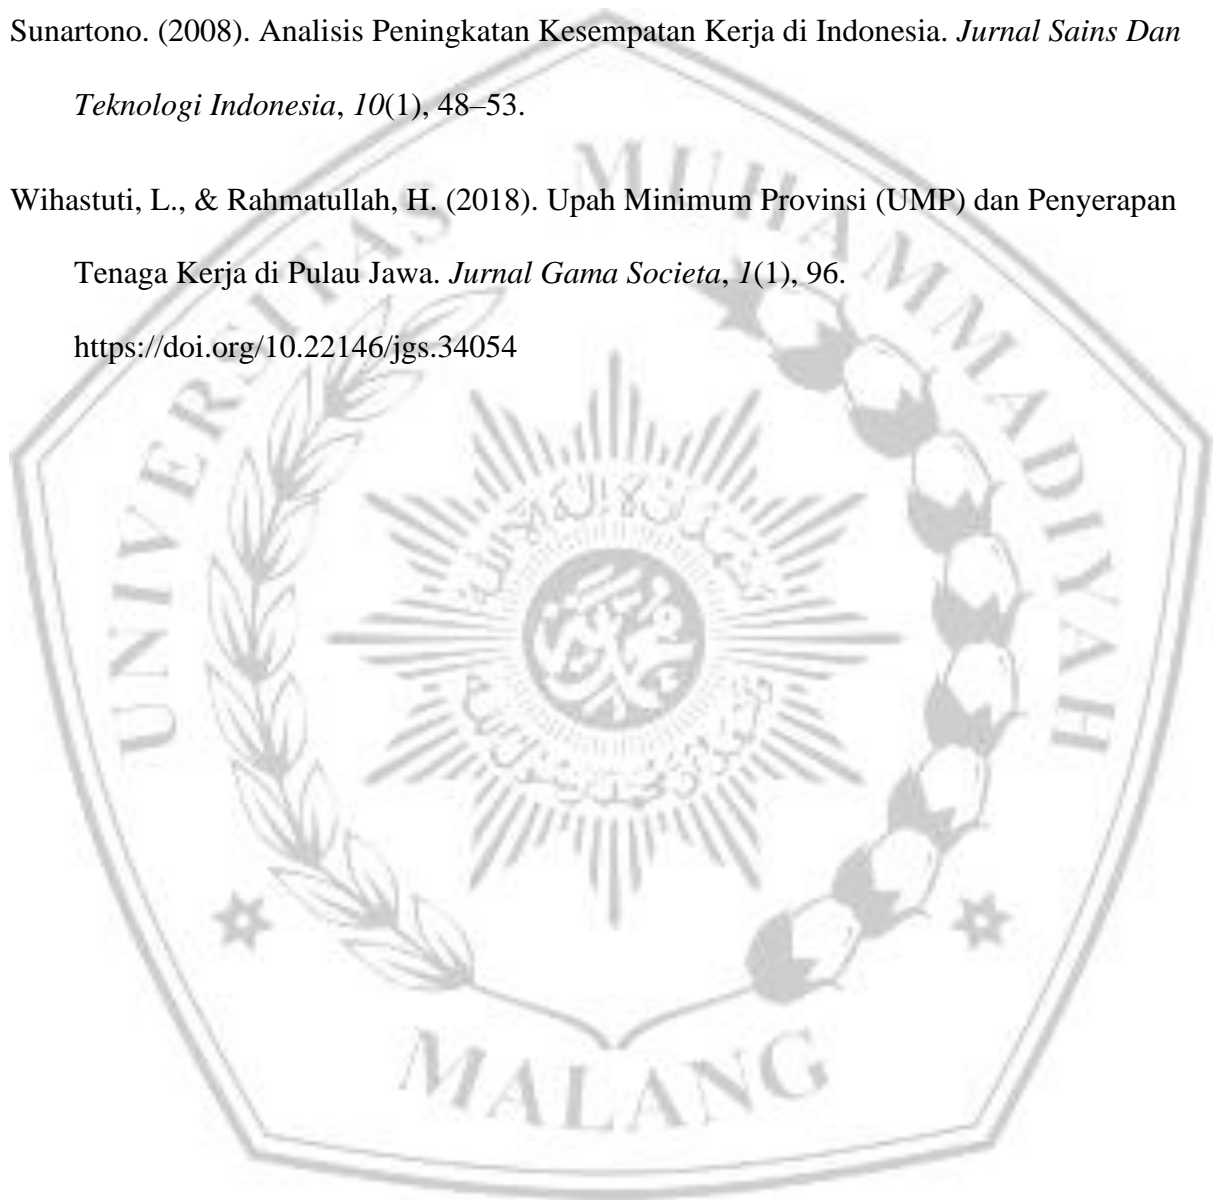 Sunartono. (2008). Analisis Peningkatan Kesempatan Kerja di Indonesia. Jurnal Sains Dan
Teknologi Indonesia, 10(1), 48–53.
Wihastuti, L., & Rahmatullah, H. (2018). Upah Minimum Provinsi (UMP) dan Penyerapan
Tenaga Kerja di Pulau Jawa. Jurnal Gama Societa, 1(1), 96.
https://doi.org/10.22146/jgs.34054
UNIVERSITAS MUHAMMADIYAH
MALANG